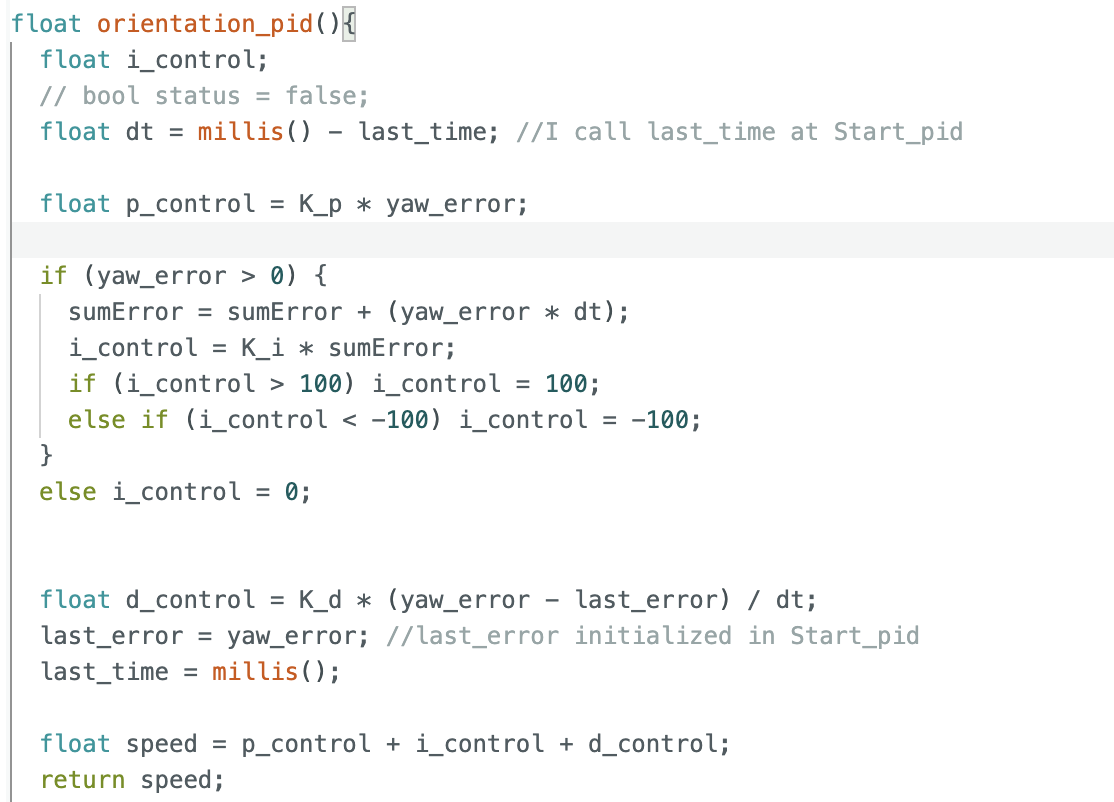 float orientation_pid(){
float i_control;
// bool status = false;
float dt = millis() - last_time; //I call last_time at Start_pid
float p_control = K_p * yaw_error;
if (yaw_error > 0) {
sumError = sumError + (yaw_error * dt);
i_control = K_i * sumError;
if (i_control > 100) i_control = 100;
else if (i_control < -100) i_control = -100;
}
else i_control = 0;
float d_control = K_d * (yaw_error - last_error) / dt;
last_error = yaw_error; //last_error initialized in Start_pid
last_time = millis();
float speed = p_control + i_control + d_control;
return speed;